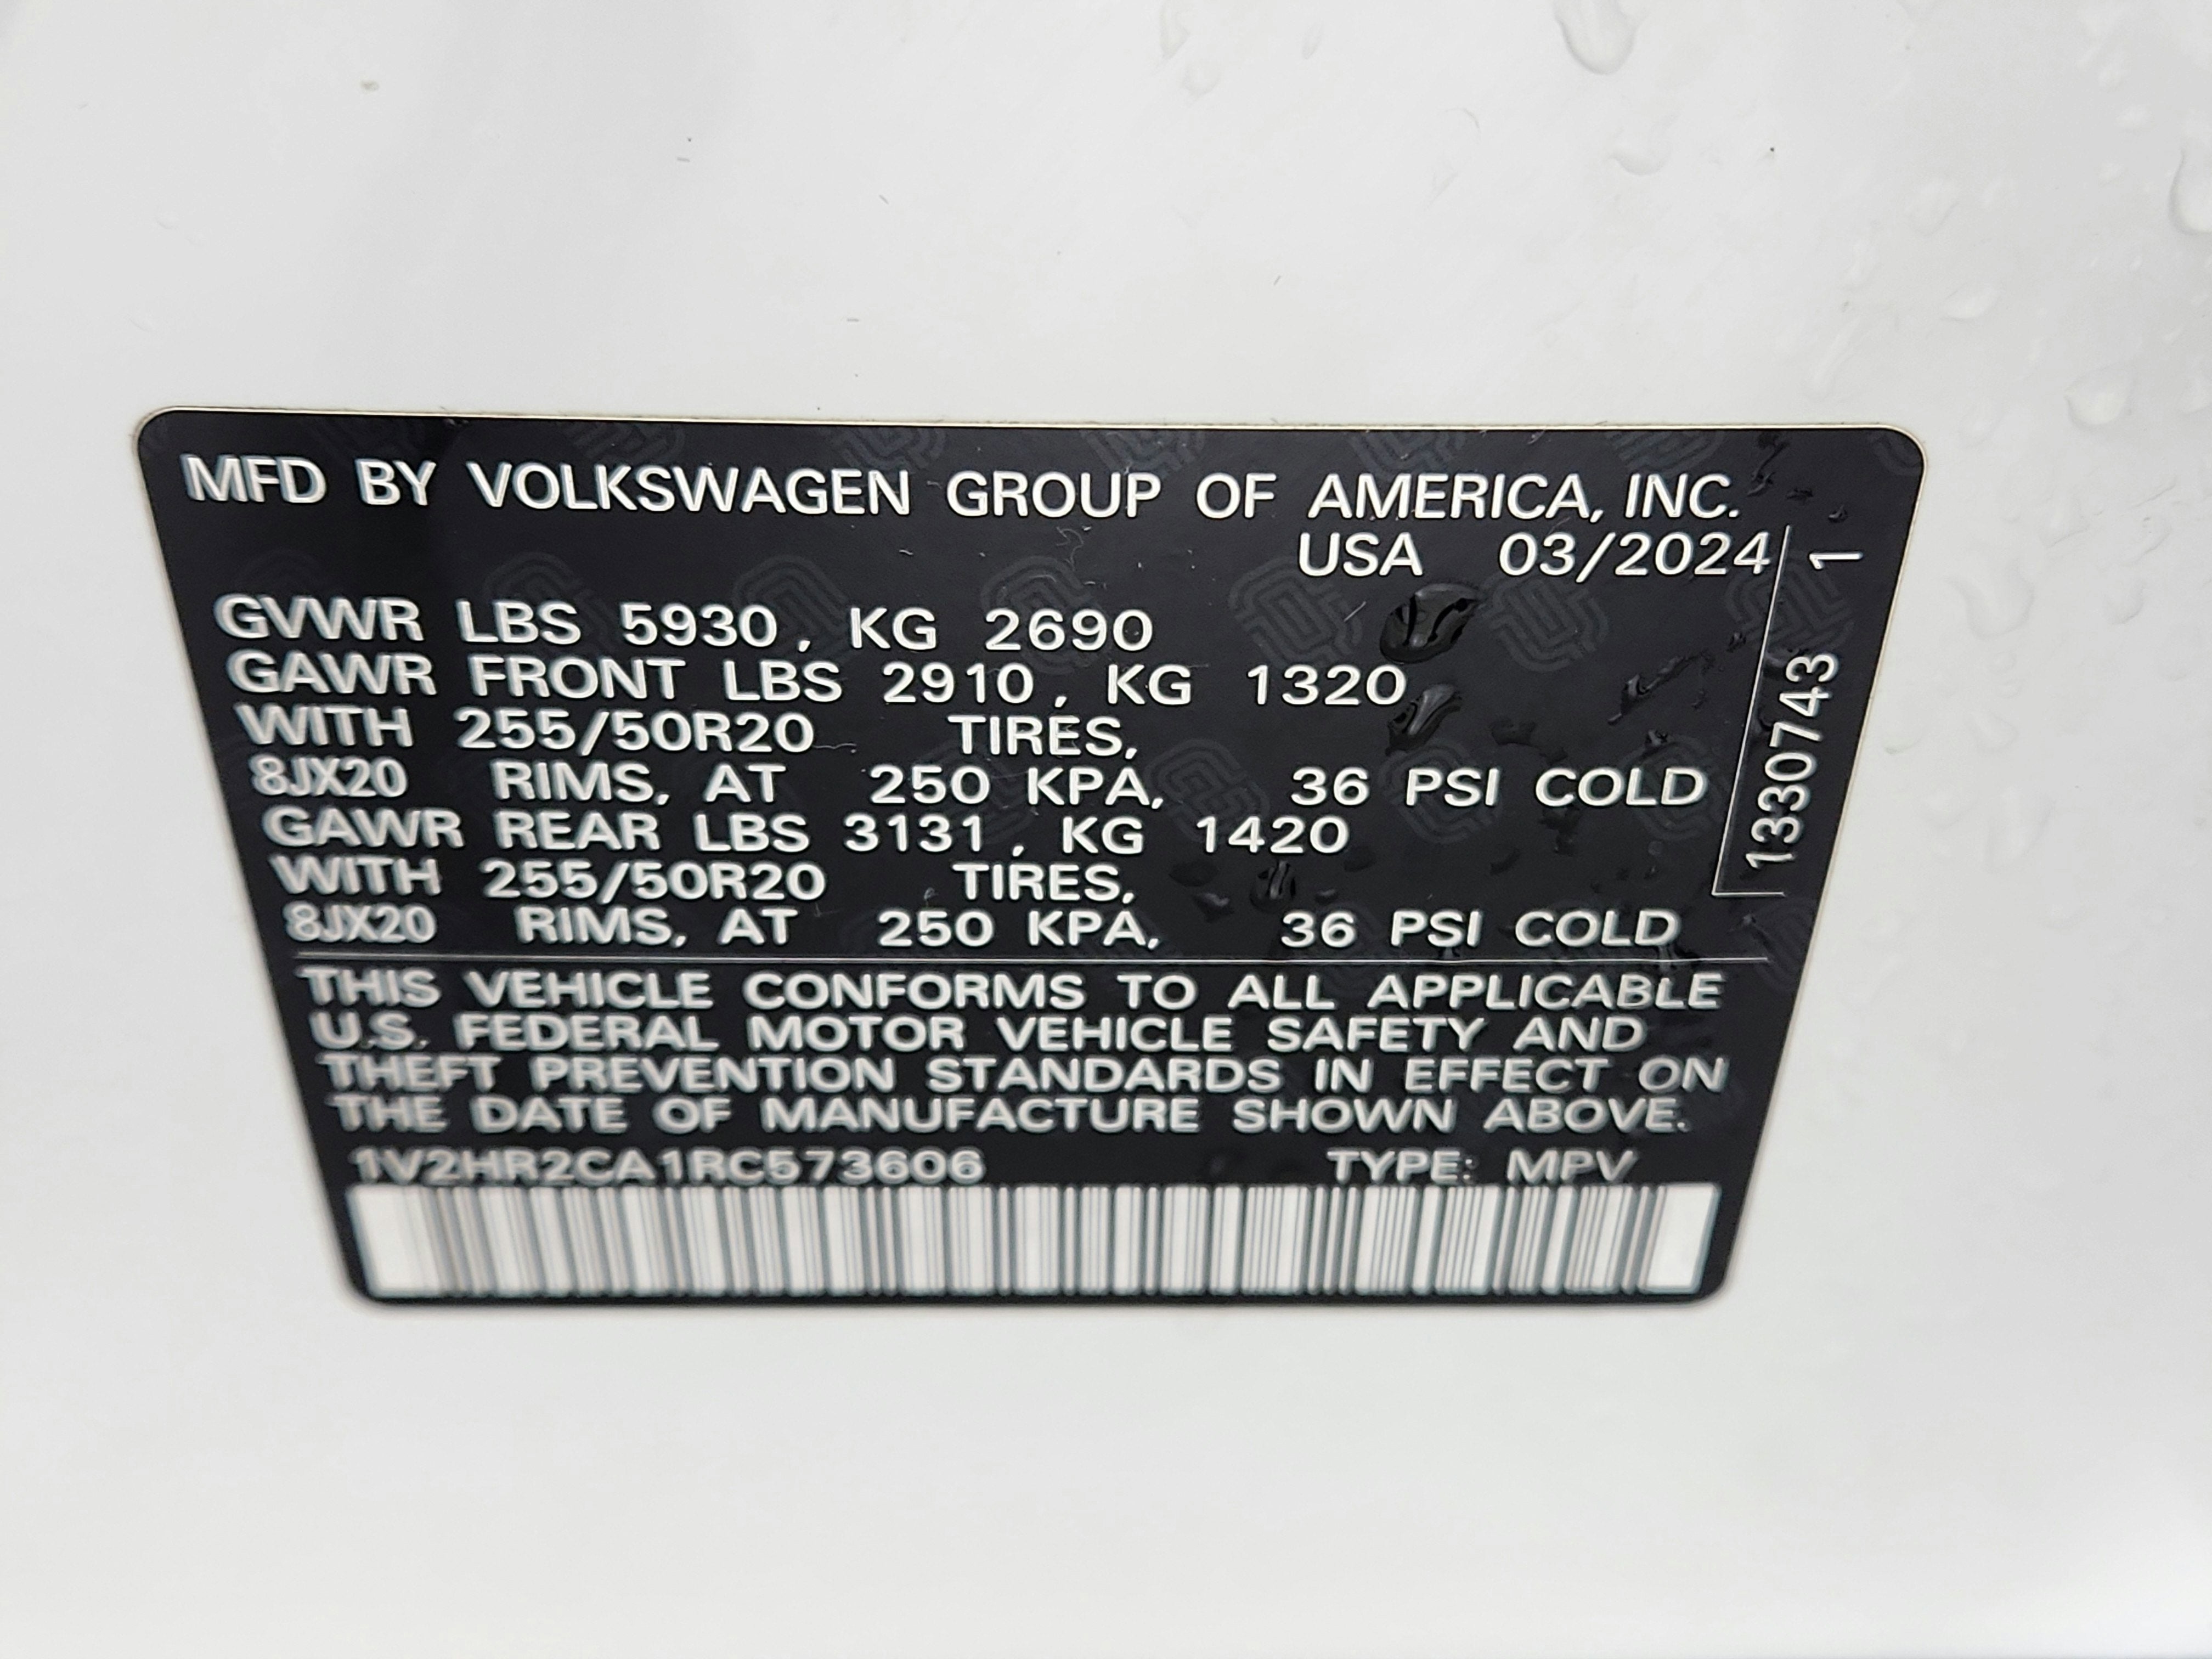 MFD BY VOLKSWAGEN GROUP OF AMERICA, INC.
USA 03/2024
GVWR LBS 5930, KG 2690
GAWR FRONT LBS 2910, KG 1320
WITH 255/50R20 TIRES,
8JX20 RIMS, AT 250 KPA, 36 PSI COLD
GAWR REAR LBS 3131, KG 1420
WITH 255/50R20 TIRES,
8JX20 RIMS, AT 250 KPA, 36 PSI COLD
1330743 1
THIS VEHICLE CONFORMS TO ALL APPLICABLE
U.S. FEDERAL MOTOR VEHICLE SAFETY AND
THEFT PREVENTION STANDARDS IN EFFECT ON
THE DATE OF MANUFACTURE SHOWN ABOVE.
1V2HR2CA1RC573606 TYPE: MPV